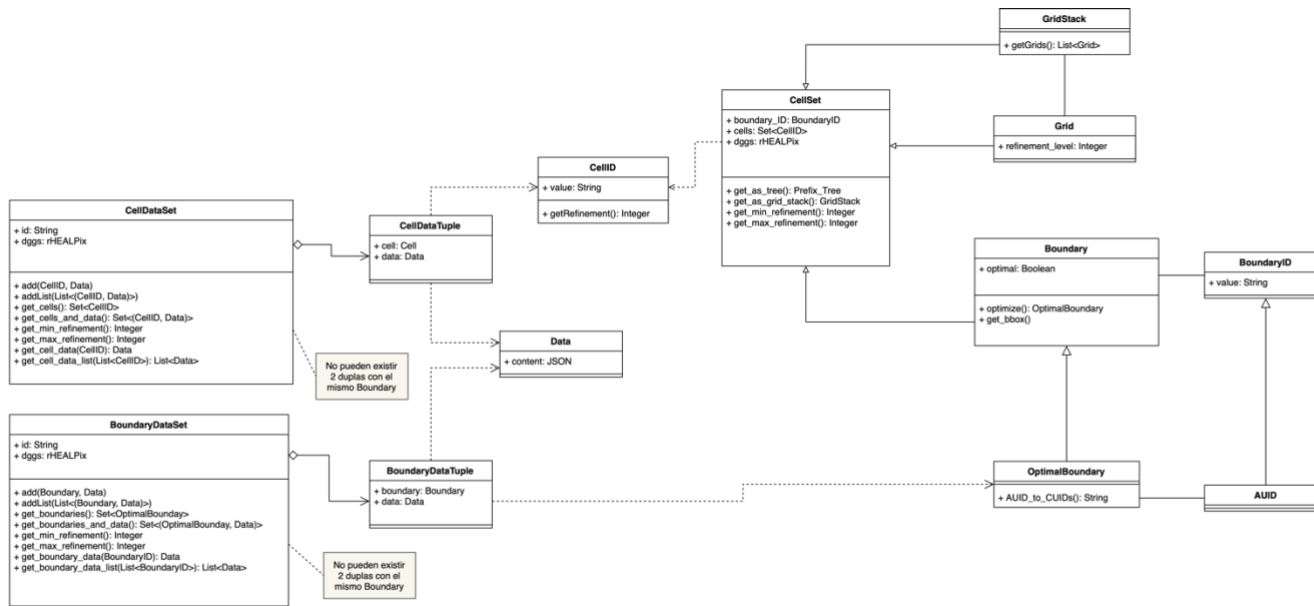 GridStack
+ getGrids(): List<Grid>
CellSet
+ boundary_ID: BoundaryID
+ cells: Set<CellID>
+ dggs: rHEALPix
+ get_as_tree(): Prefix_Tree
+ get_as_grid_stack(): GridStack
+ get_min_refinement(): Integer
+ get_max_refinement(): Integer
Grid
+ refinement_level: Integer
CellID
+ value: String
+ getRefinement(): Integer
CellDataSet
+ id: String
+ dggs: rHEALPix
+ add(CellID, Data)
+ addList(List<(CellID, Data)>)
+ get_cells(): Set<CellID>
+ get_cells_and_data(): Set<(CellID, Data)>
+ get_min_refinement(): Integer
+ get_max_refinement(): Integer
+ get_cell_data(CellID): Data
+ get_cell_data_list(List<CellID>): List<Data>
CellDataTuple
+ cell: Cell
+ data: Data
Boundary
+ optimal: Boolean
+ optimize(): OptimalBoundary
+ get_bbox()
BoundaryID
+ value: String
Data
+ content: JSON
No pueden existir
2 duplas con el
mismo Boundary
BoundaryDataSet
+ id: String
+ dggs: rHEALPix
+ add(Boundary, Data)
+ addList(List<(Boundary, Data)>)
+ get_boundaries(): Set<OptimalBounday>
+ get_boundaries_and_data(): Set<(OptimalBounday, Data)>
+ get_min_refinement(): Integer
+ get_max_refinement(): Integer
+ get_boundary_data(BoundaryID): Data
+ get_boundary_data_list(List<BoundaryID>): List<Data>
BoundaryDataTuple
+ boundary: Boundary
+ data: Data
OptimalBoundary
+ AUID_to_CUIDs(): String
AUID
No pueden existir
2 duplas con el
mismo Boundary